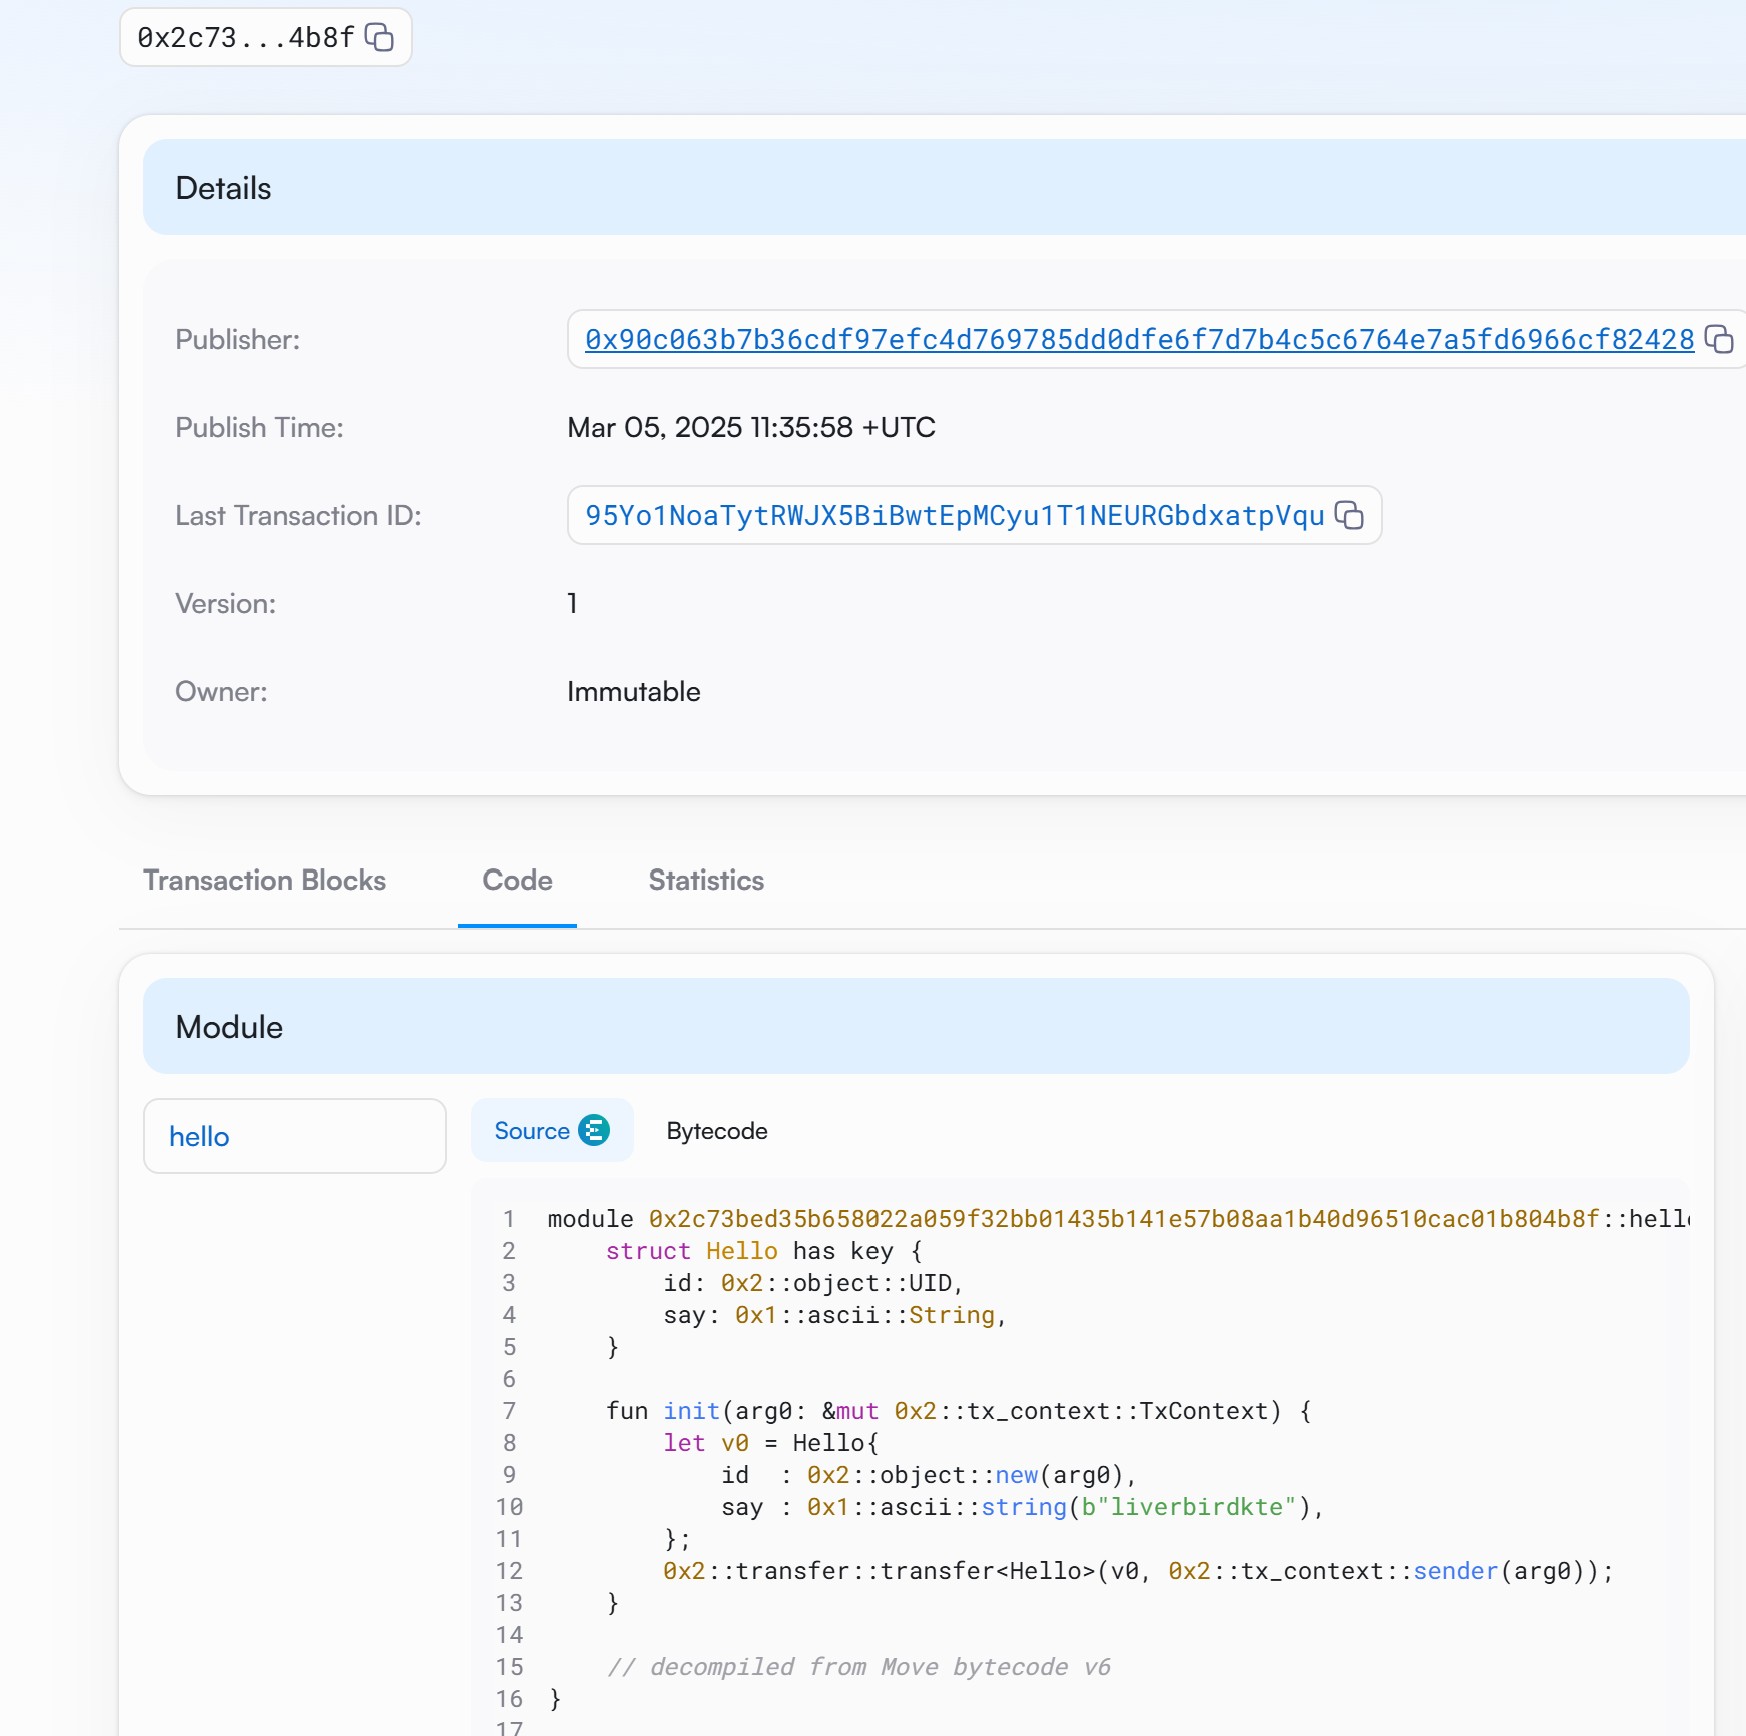 0x2c73...4b8f
Details
Publisher: 0x90c063b7b36cdf97efc4d769785dd0dfe6f7d7b4c5c6764e7a5fd6966cf82428
Publish Time: Mar 05, 2025 11:35:58 +UTC
Last Transaction ID: 95Yo1NoaTytRWJX5BiBwtEpMCyu1T1NEURGbdxatpVqu
Version: 1
Owner: Immutable
Transaction Blocks Code Statistics
Module
hello
Source Bytecode
1 module 0x2c73bed35b658022a059f32bb01435b141e57b08aa1b40d96510cac01b804b8f::hello
2 struct Hello has key {
3 id: 0x2::object::UID,
4 say: 0x1::ascii::String,
5 }
6
7 fun init(arg0: &mut 0x2::tx_context::TxContext) {
8 let v0 = Hello{
9 id  : 0x2::object::new(arg0),
10 say : 0x1::ascii::string(b"liverbirdkte"),
11 };
12 0x2::transfer::transfer<Hello>(v0, 0x2::tx_context::sender(arg0));
13 }
14
15 // decompiled from Move bytecode v6
16 }
17